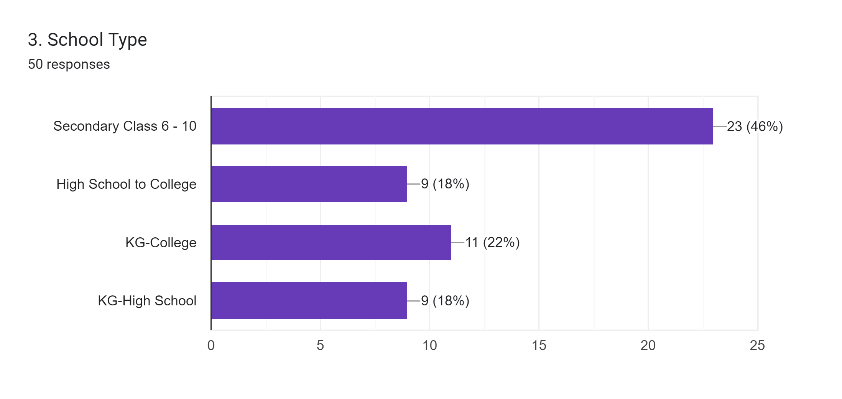 3. School Type
50 responses
Secondary Class 6 - 10
23 (46%)
High School to College
9 (18%)
KG-College
11 (22%)
KG-High School
9 (18%)
0 5 10 15 20 25